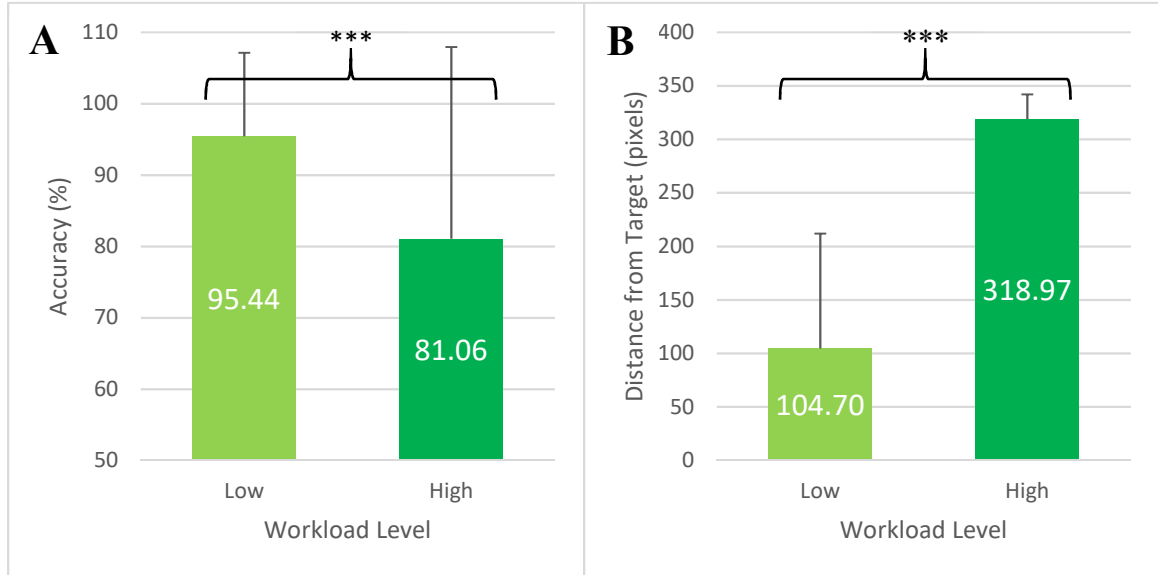 A
***
Accuracy (%)
110
100
90
80
70
60
50
95.44
81.06
Low
High
Workload Level
B
***
Distance from Target (pixels)
400
350
300
250
200
150
100
50
0
104.70
318.97
Low
High
Workload Level